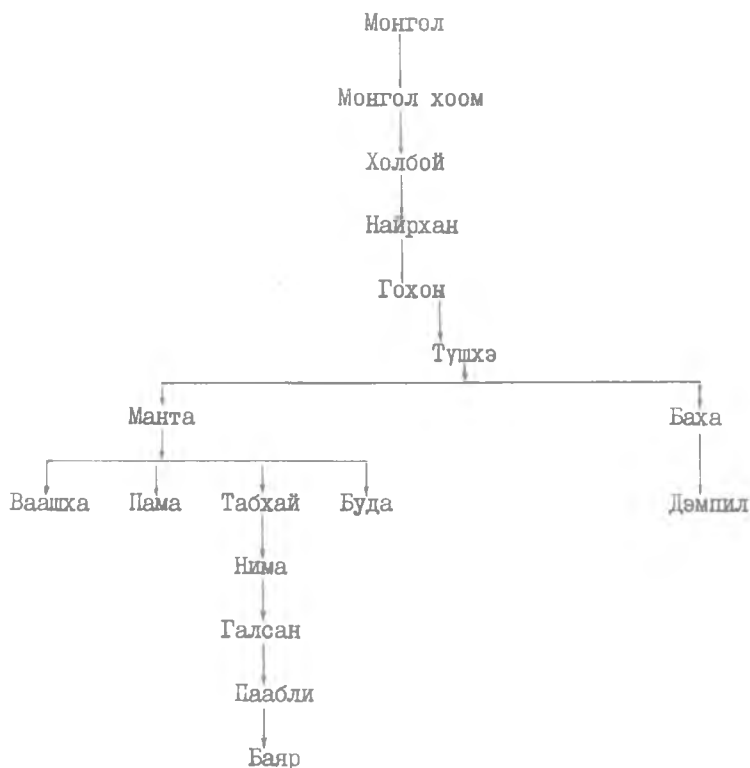 Монгол
Монгол хоом
Холбой
Найрхан
Гохон
Тушхэ
Манта Баха
Ваашха Пама Табхай Буда Дэмпил
Нима
Галсан
Паабли
Баяр